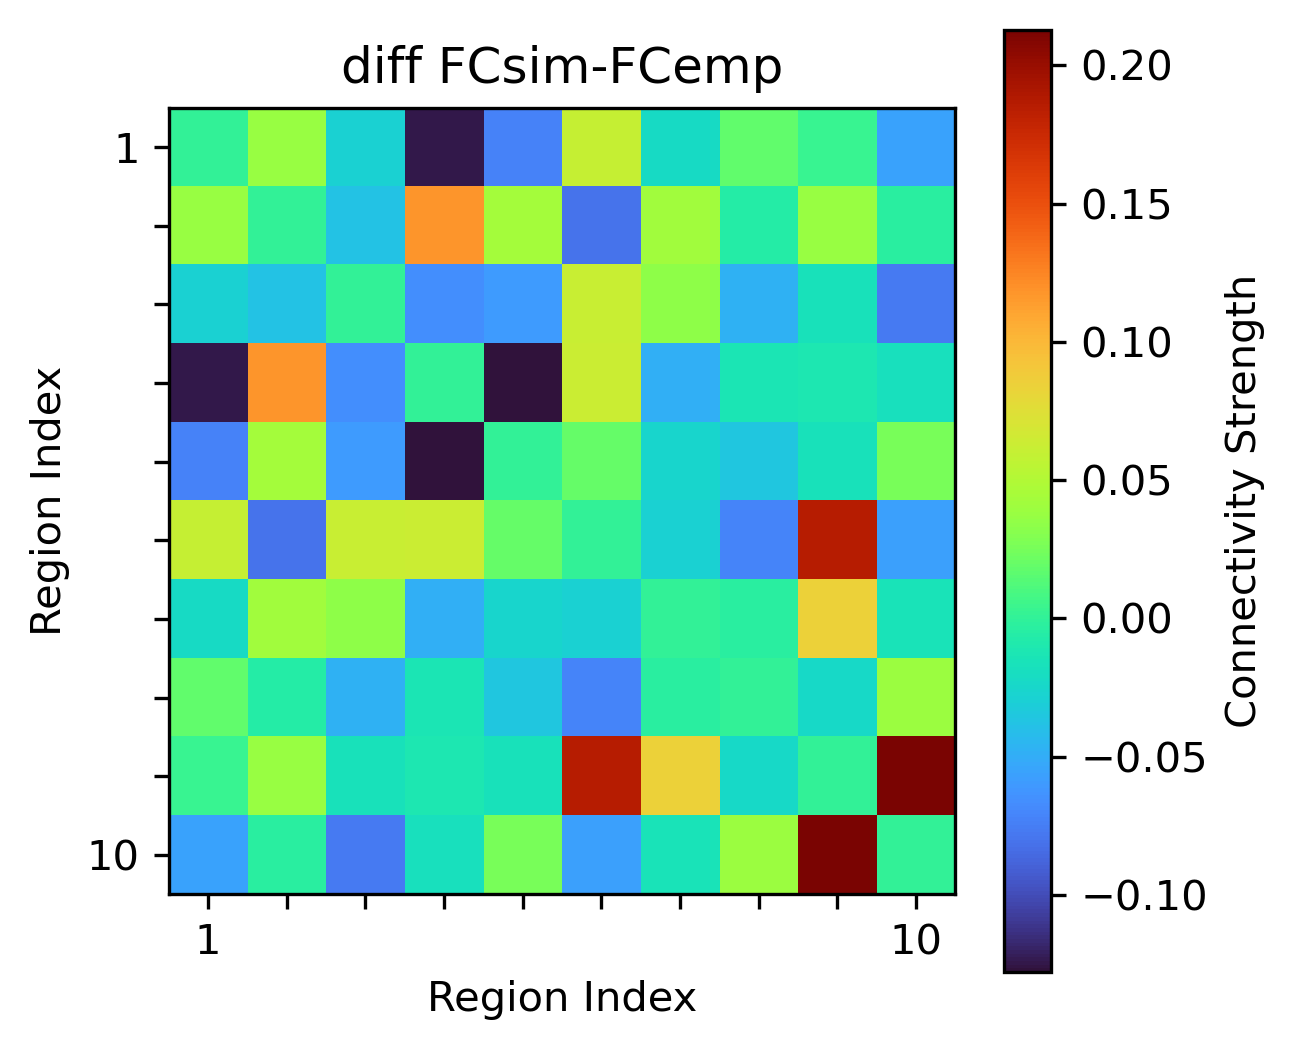 diff FCsim-FCemp
1
10
Region Index
1
10
Region Index
0.20
0.15
0.10
0.05
0.00
−0.05
−0.10
Connectivity Strength